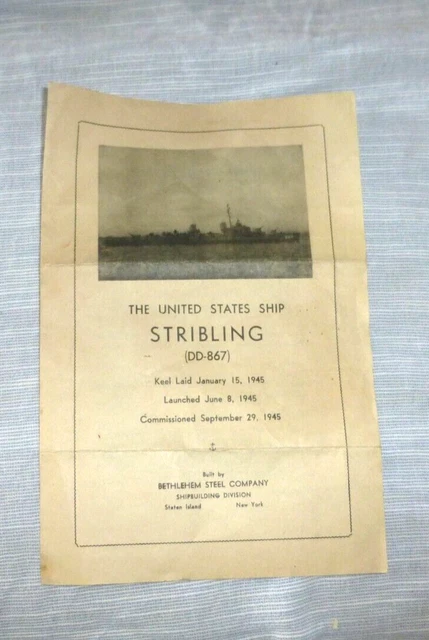 THE UNITED STATES SHIP
STRIBLING
(DD-867)
Keel Laid January 15, 1945
Launched June 8, 1945
Commissioned September 29, 1945
Built by
BETHLEHEM STEEL COMPANY
SHIPBUILDING DIVISION
Staten Island New York